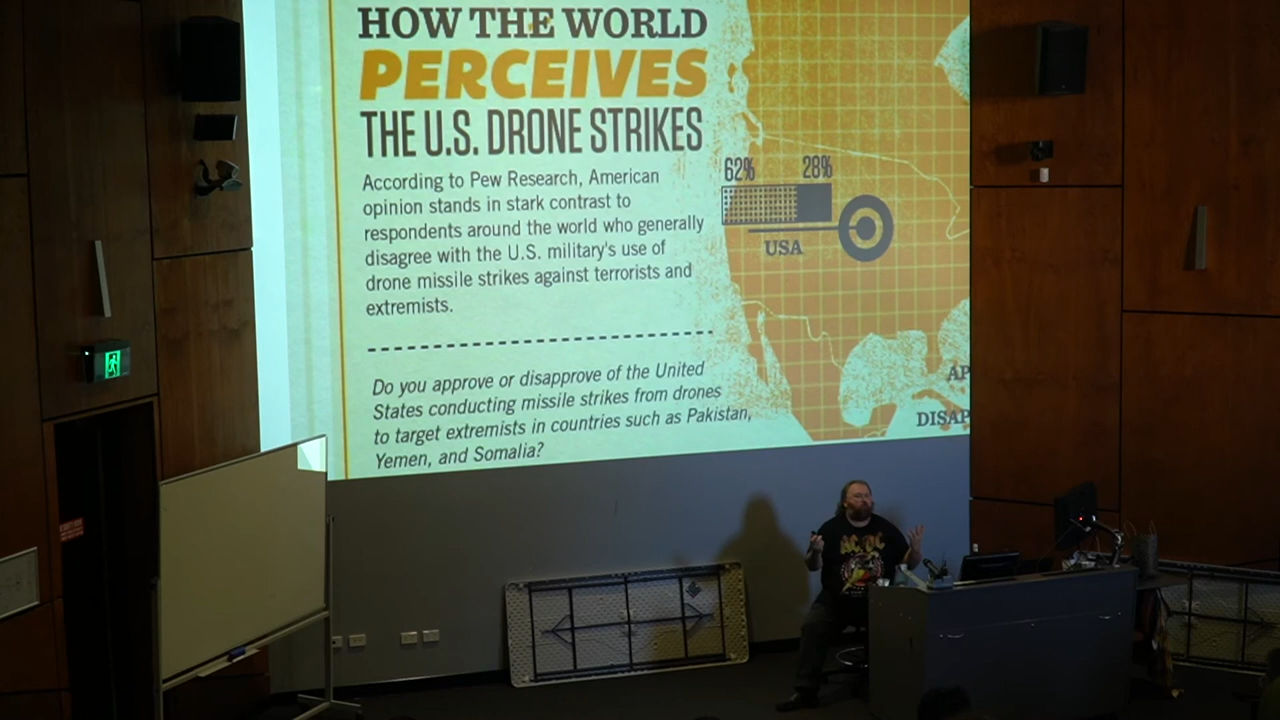 HOW THE WORLD
PERCEIVES
THE U.S. DRONE STRIKES
According to Pew Research, American
opinion stands in stark contrast to
respondents around the world who generally
disagree with the U.S. military's use of
drone missile strikes against terrorists and
extremists.
Do you approve or disapprove of the United
States conducting missile strikes from drones
to target extremists in countries such as Pakistan,
Yemen, and Somalia?
62% 28%
USA
AP
DISAP
AC DC